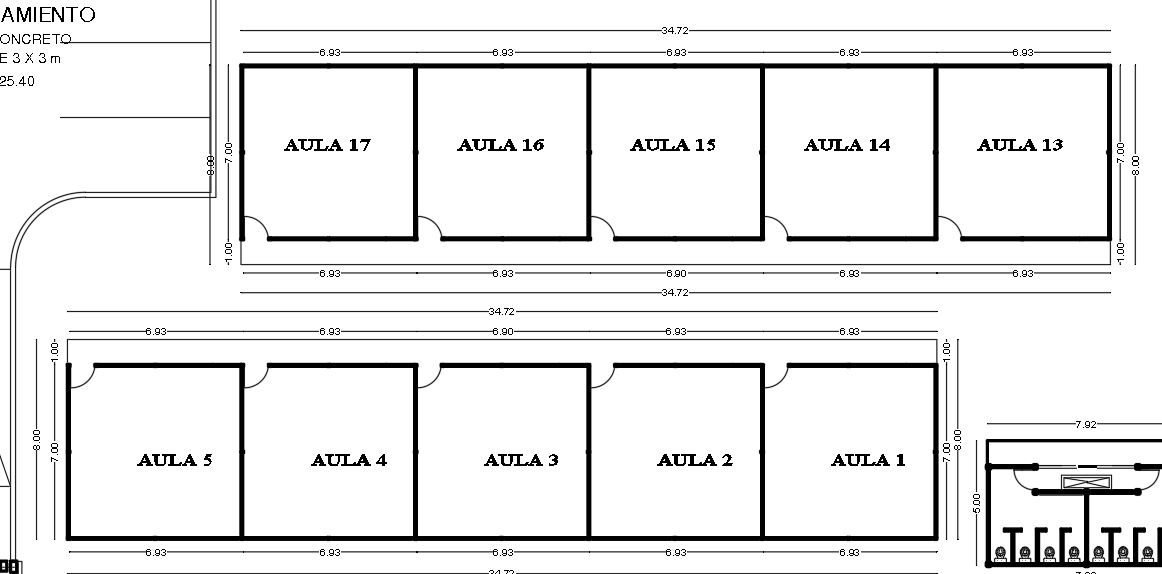 AMIENTO
ONCRETO
E 3 X 3 m
25.40
34.72
6.93 6.93 6.93 6.93 6.93
AULA 17 AULA 16 AULA 15 AULA 14 AULA 13
8.00 7.00 7.00 8.00
1.00 1.00
6.93 6.93 6.90 6.93 6.93
34.72
34.72
6.93 6.93 6.90 6.93 6.93
1.00 1.00
8.00 7.00 7.00 8.00
AULA 5 AULA 4 AULA 3 AULA 2 AULA 1
7.92
5.00
6.93 6.93 6.93 6.93 6.93
34.72